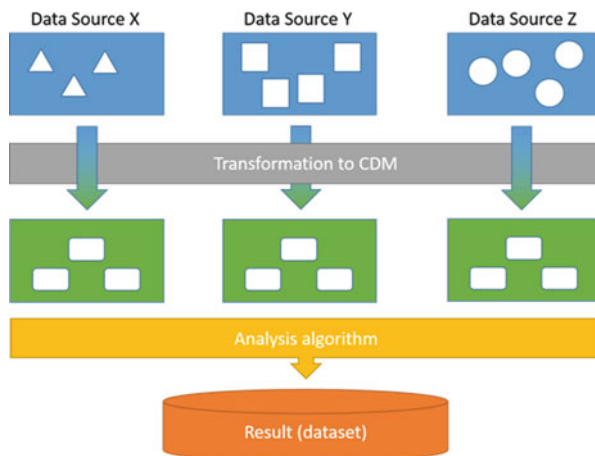 Data Source X
Data Source Y
Data Source Z
Transformation to CDM
Analysis algorithm
Result (dataset)